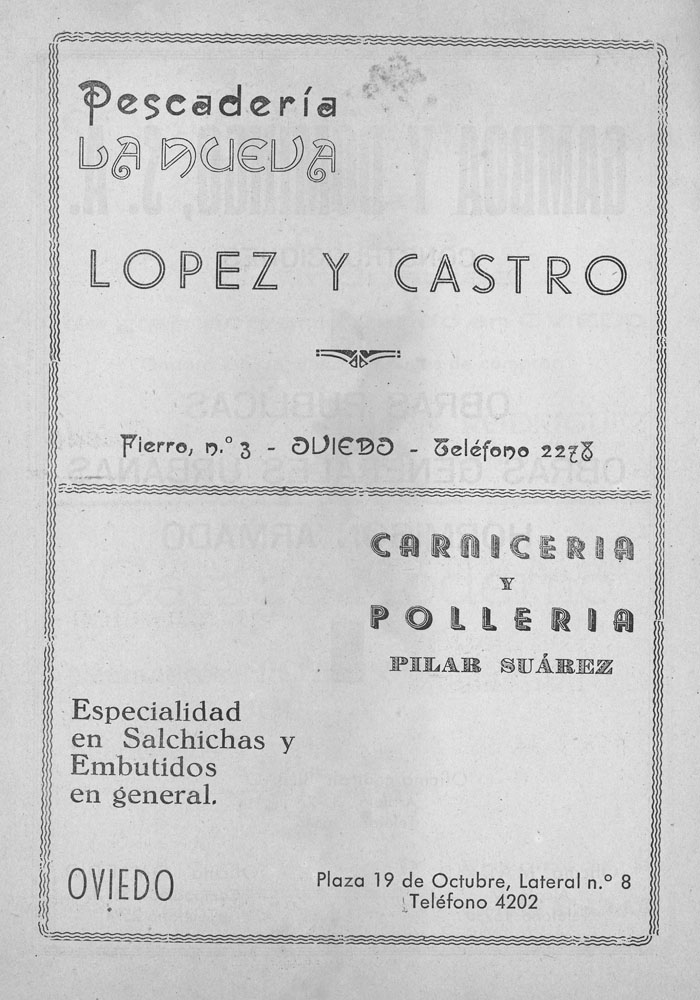 Pescadería
LA NUEVA
LOPEZ Y CASTRO
Fierro, n.º 3 - OVIEDO - Teléfono 2278
CARNICERIA
Y
POLLERIA
PILAR SUÁREZ
Especialidad
en Salchichas y
Embutidos
en general.
OVIEDO
Plaza 19 de Octubre, Lateral n.º 8
Teléfono 4202